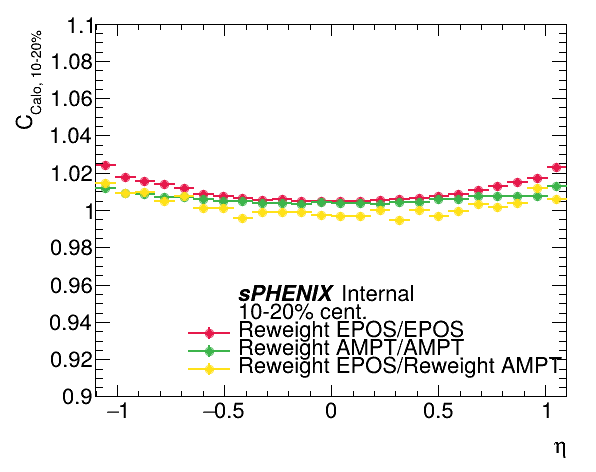 C_Calo, 10-20%
1.1
1.08
1.06
1.04
1.02
1
0.98
0.96
0.94
0.92
0.9
sPHENIX Internal
10-20% cent.
Reweight EPOS/EPOS
Reweight AMPT/AMPT
Reweight EPOS/Reweight AMPT
−1 −0.5 0 0.5 1
η